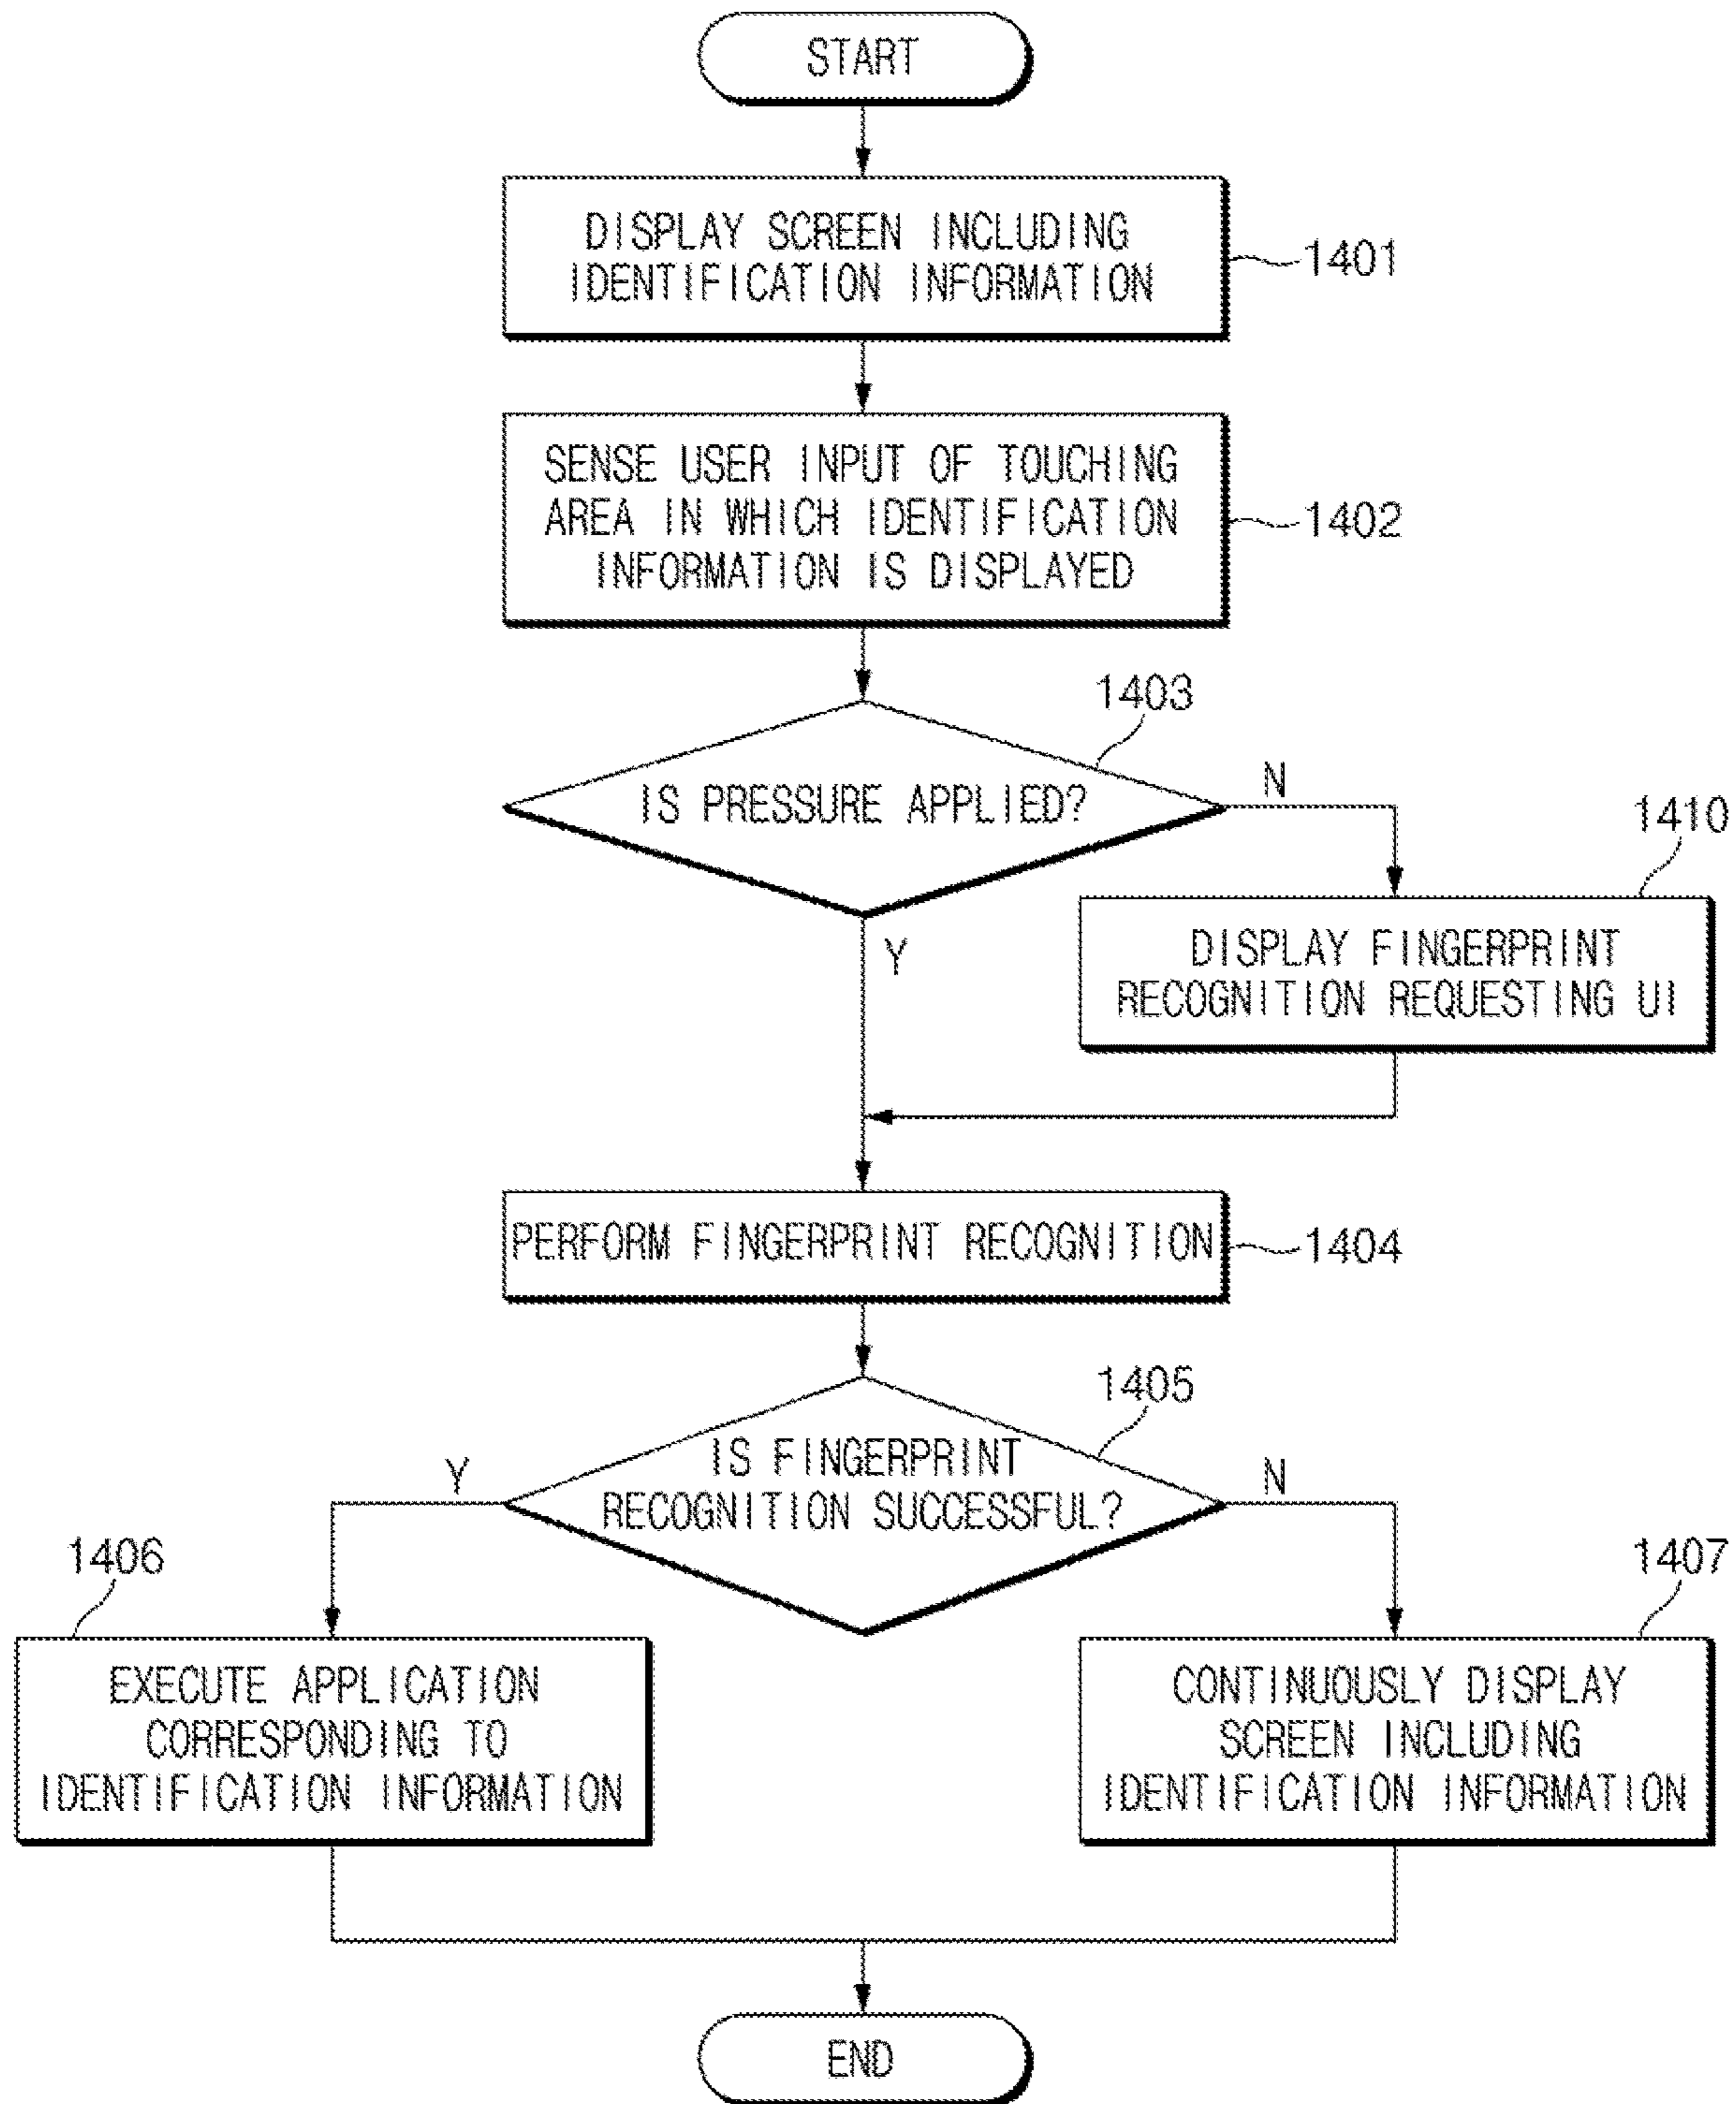 START
DISPLAY SCREEN INCLUDING
IDENTIFICATION INFORMATION
1401
SENSE USER INPUT OF TOUCHING
AREA IN WHICH IDENTIFICATION
INFORMATION IS DISPLAYED
1402
1403
IS PRESSURE APPLIED?
N
Y
1410
DISPLAY FINGERPRINT
RECOGNITION REQUESTING UI
PERFORM FINGERPRINT RECOGNITION
1404
1405
IS FINGERPRINT
RECOGNITION SUCCESSFUL?
Y
N
1406
EXECUTE APPLICATION
CORRESPONDING TO
IDENTIFICATION INFORMATION
1407
CONTINUOUSLY DISPLAY
SCREEN INCLUDING
IDENTIFICATION INFORMATION
END